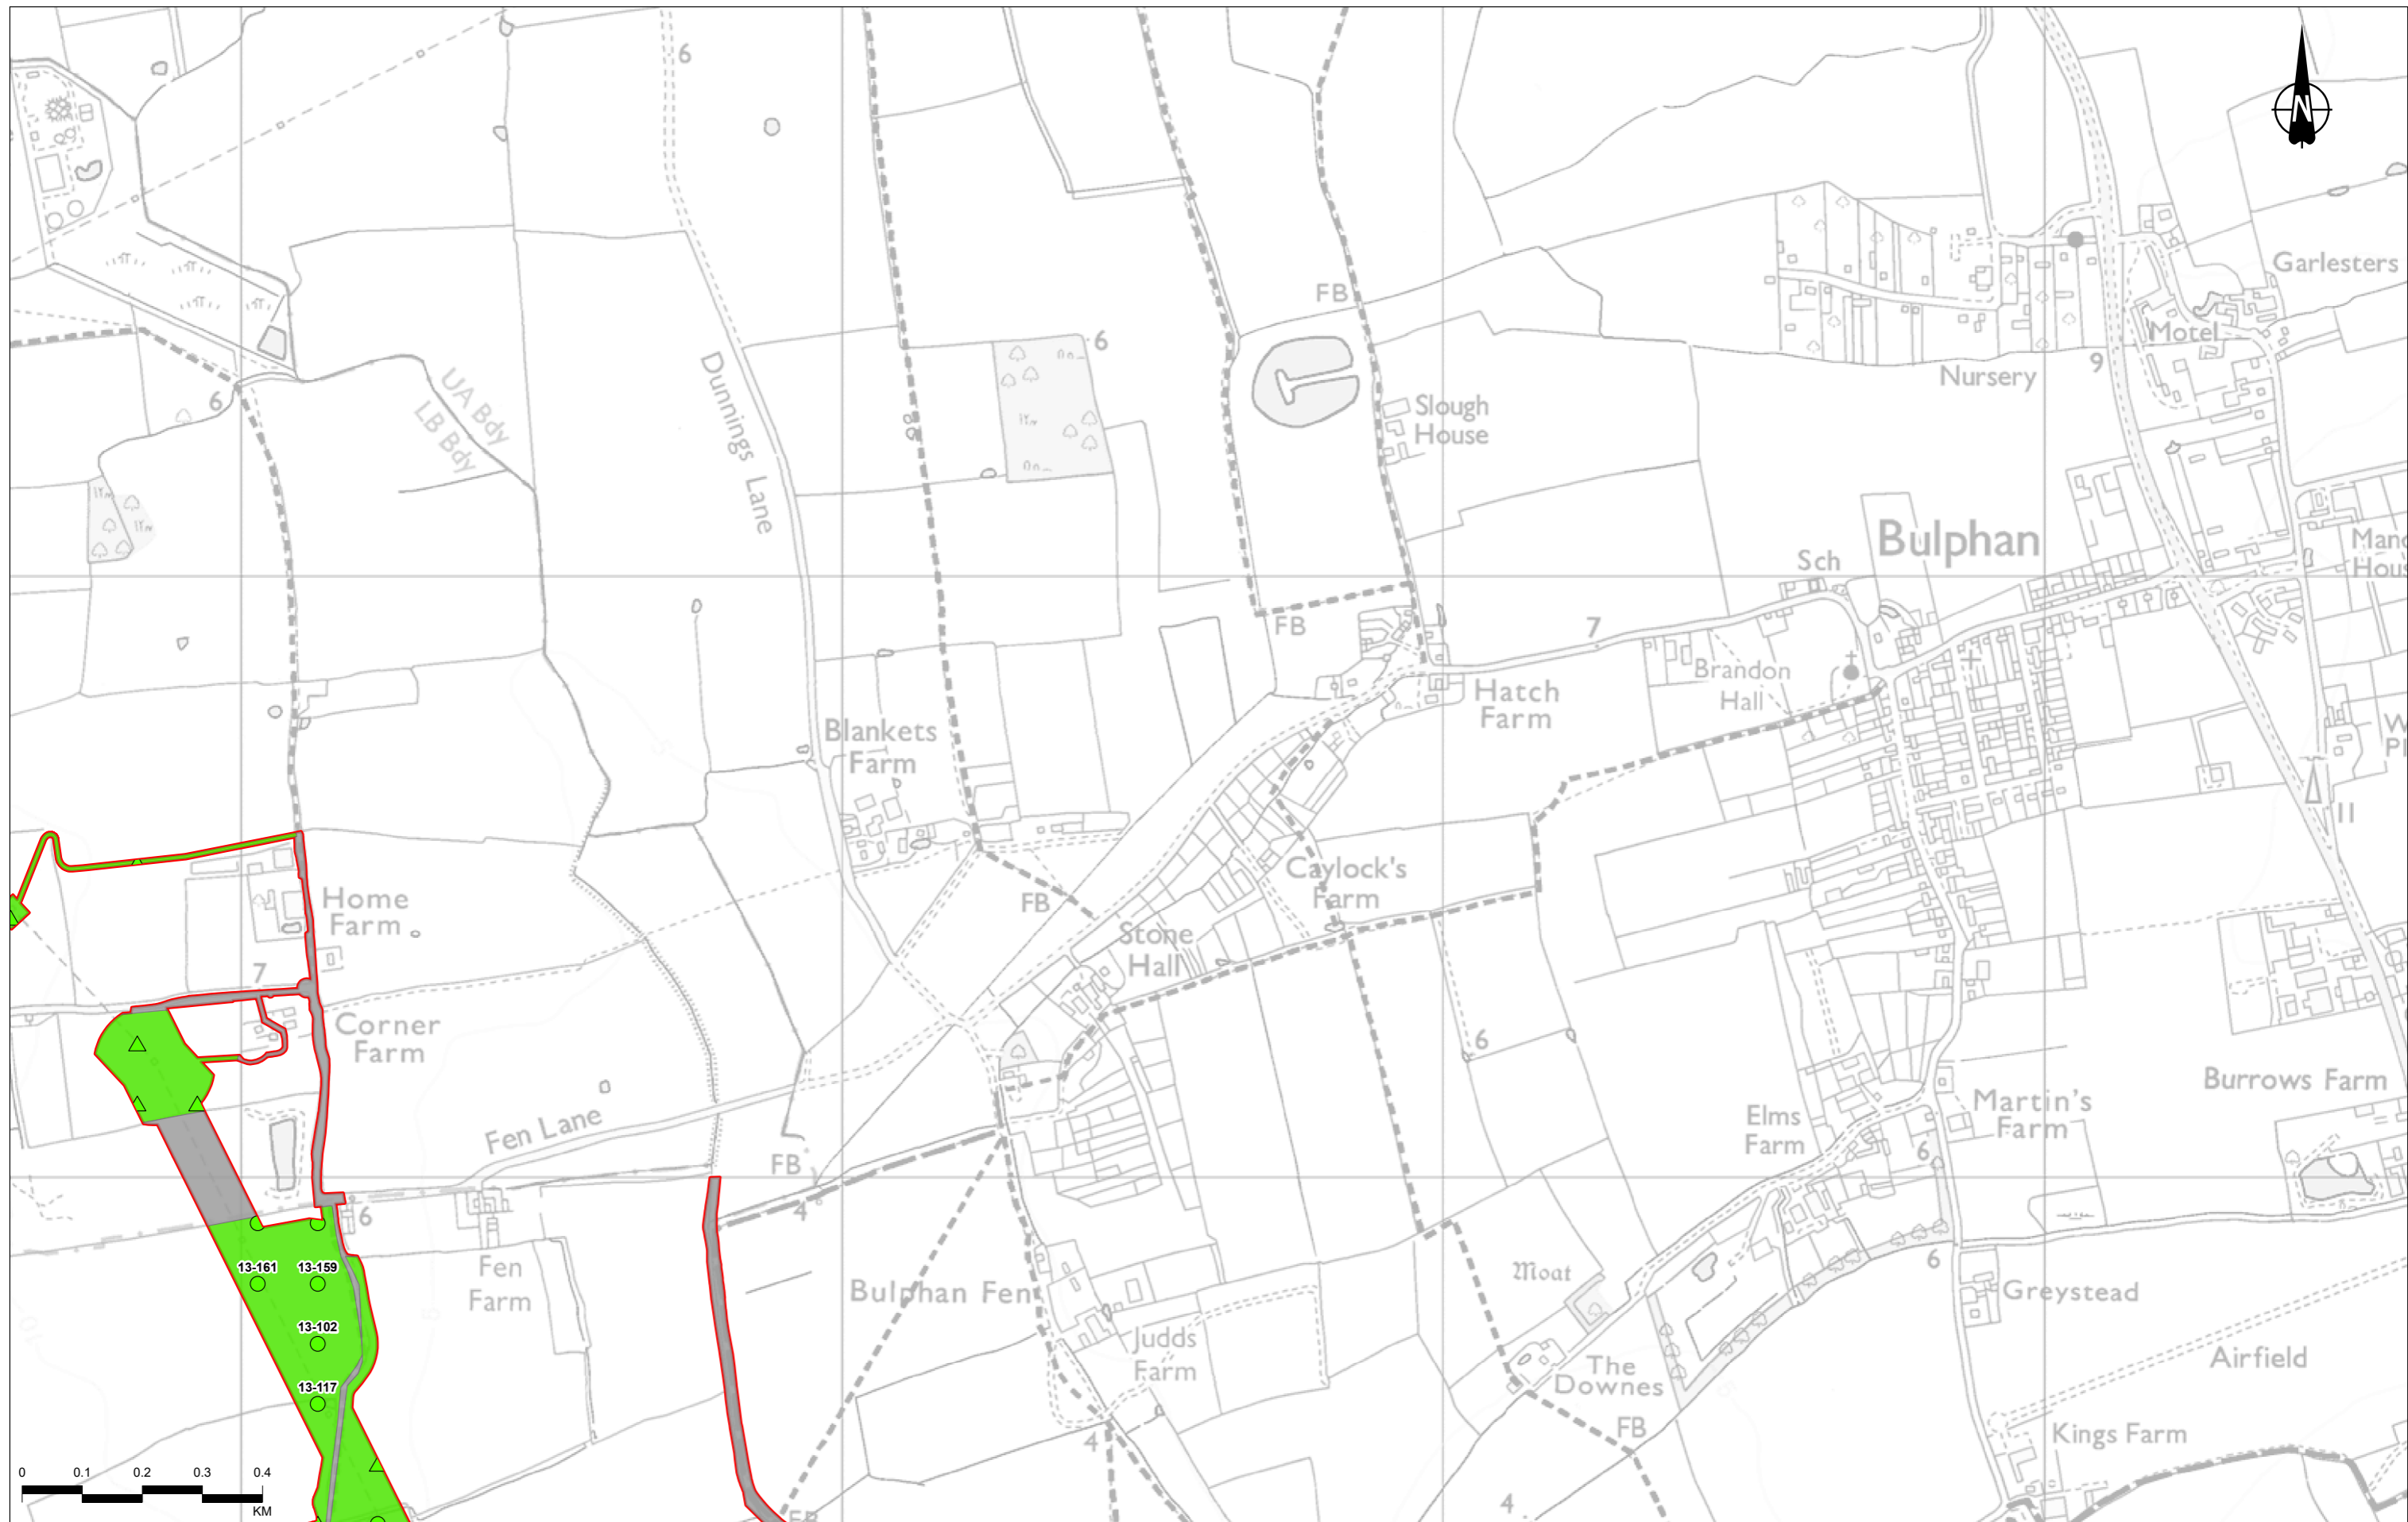 6
N
Garlesters
FB
Motel
6
9
Nursery
6
UA Bdy
LB Bdy
Dunnings Lane
Slough
House
Bulphan
Sch
FB
7
Brandon
Hall
Hatch
Farm
Blankets
Farm
11
Caylock's
Farm
Home
Farm
FB
Stone
Hall
7
Corner
Farm
6
Burrows Farm
Martin's
Farm
Elms
Farm
Fen Lane
6
FB
4
6
Moat
6
Fen
Farm
Bulphan Fen
Greystead
13-161
13-159
13-102
13-117
Judds
Farm
The
Downes
Airfield
FB
Kings Farm
4
4
0 0.1 0.2 0.3 0.4
KM